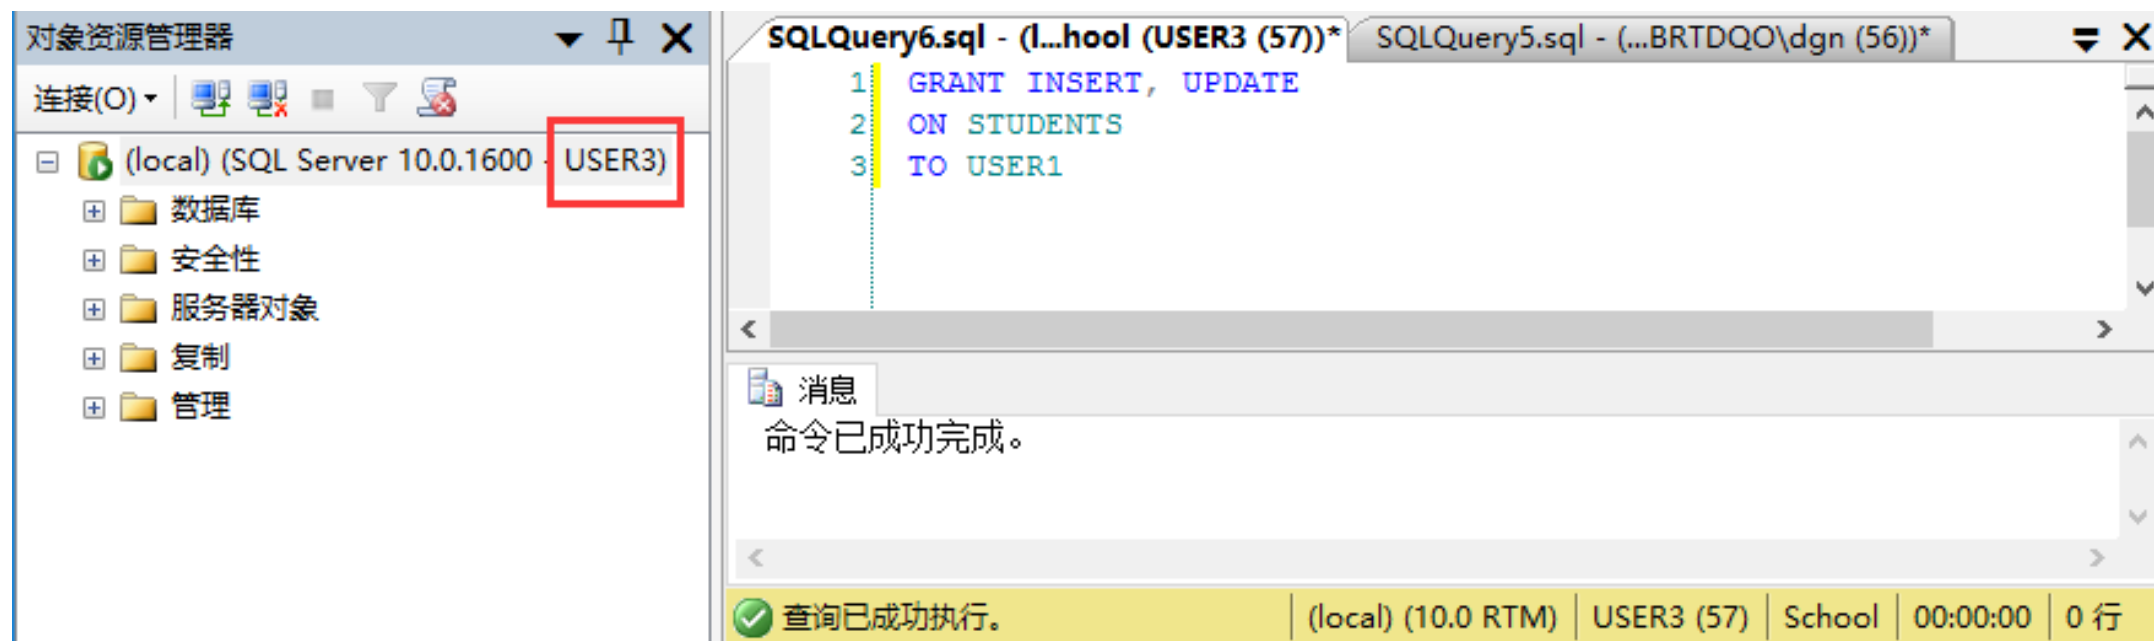 对象资源管理器
连接(O)
(local) (SQL Server 10.0.1600 - USER3)
数据库
安全性
服务器对象
复制
管理
SQLQuery6.sql - (l...hool (USER3 (57))* SQLQuery5.sql - (...BRTDQO\dgn (56))*
1 GRANT INSERT, UPDATE
2 ON STUDENTS
3 TO USER1
消息
命令已成功完成。
查询已成功执行。 (local) (10.0 RTM) USER3 (57) School 00:00:00 0 行